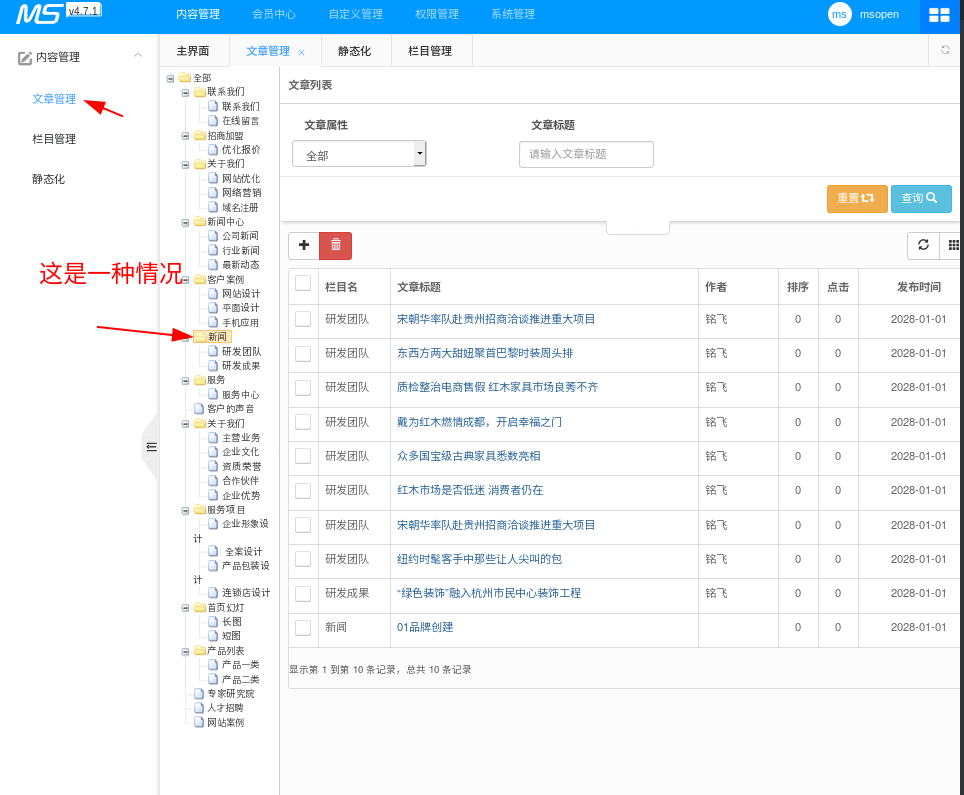 MS v4.7.1 内容管理 会员中心 自定义管理 权限管理 系统管理 ms msopen
内容管理
文章管理
栏目管理
静态化
这是一种情况
主界面 文章管理 × 静态化 栏目管理
全部
联系我们
联系我们
在线留言
招商加盟
优化报价
关于我们
网站优化
网络营销
域名注册
新闻中心
公司新闻
行业新闻
最新动态
客户案例
网站设计
平面设计
手机应用
新闻
研发团队
研发成果
服务
服务中心
客户的声音
关于我们
主营业务
企业文化
资质荣誉
合作伙伴
企业优势
服务项目
企业形象设
计
全案设计
产品包装设
计
连锁店设计
首页幻灯
长图
短图
产品列表
产品一类
产品二类
专家研究院
人才招聘
网站案例
文章列表
文章属性 文章标题
全部 请输入文章标题
重置 查询
栏目名 文章标题 作者 排序 点击 发布时间
研发团队 宋朝华率队赴贵州招商洽谈推进重大项目 铭飞 0 0 2028-01-01
研发团队 东西方两大甜妞聚首巴黎时装周头排 铭飞 0 0 2028-01-01
研发团队 质检整治电商售假 红木家具市场良莠不齐 铭飞 0 0 2028-01-01
研发团队 戴为红木燃情成都，开启幸福之门 铭飞 0 0 2028-01-01
研发团队 众多国宝级古典家具悉数亮相 铭飞 0 0 2028-01-01
研发团队 红木市场是否低迷 消费者仍在 铭飞 0 0 2028-01-01
研发团队 宋朝华率队赴贵州招商洽谈推进重大项目 铭飞 0 0 2028-01-01
研发团队 纽约时髦客手中那些让人尖叫的包 铭飞 0 0 2028-01-01
研发成果 “绿色装饰”融入杭州市民中心装饰工程 铭飞 0 0 2028-01-01
新闻 01品牌创建 0 0 2028-01-01
显示第 1 到第 10 条记录，总共 10 条记录